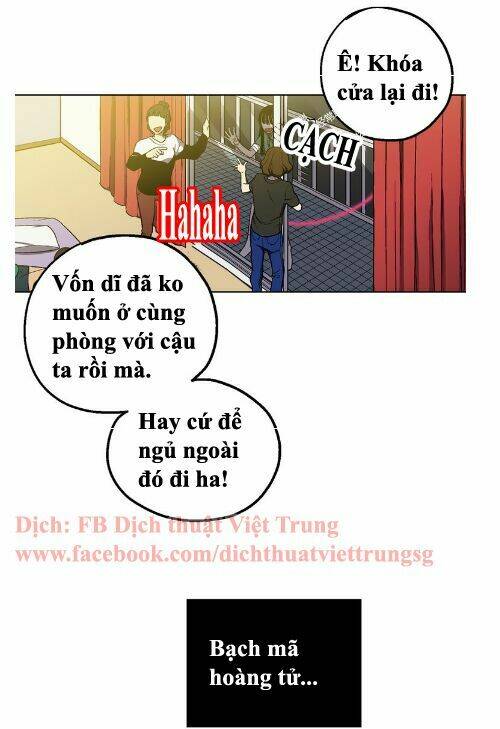 Ê! Khóa
cửa lại đi!
CẠCH
Hahaha
Vốn dĩ đã ko
muốn ở cùng
phòng với cậu
ta rồi mà.
Hay cứ để
ngủ ngoài
đó đi ha!
Dịch: FB Dịch thuật Việt Trung
www.facebook.com/dichthuatviettrungsg
Bạch mã
hoàng tử...